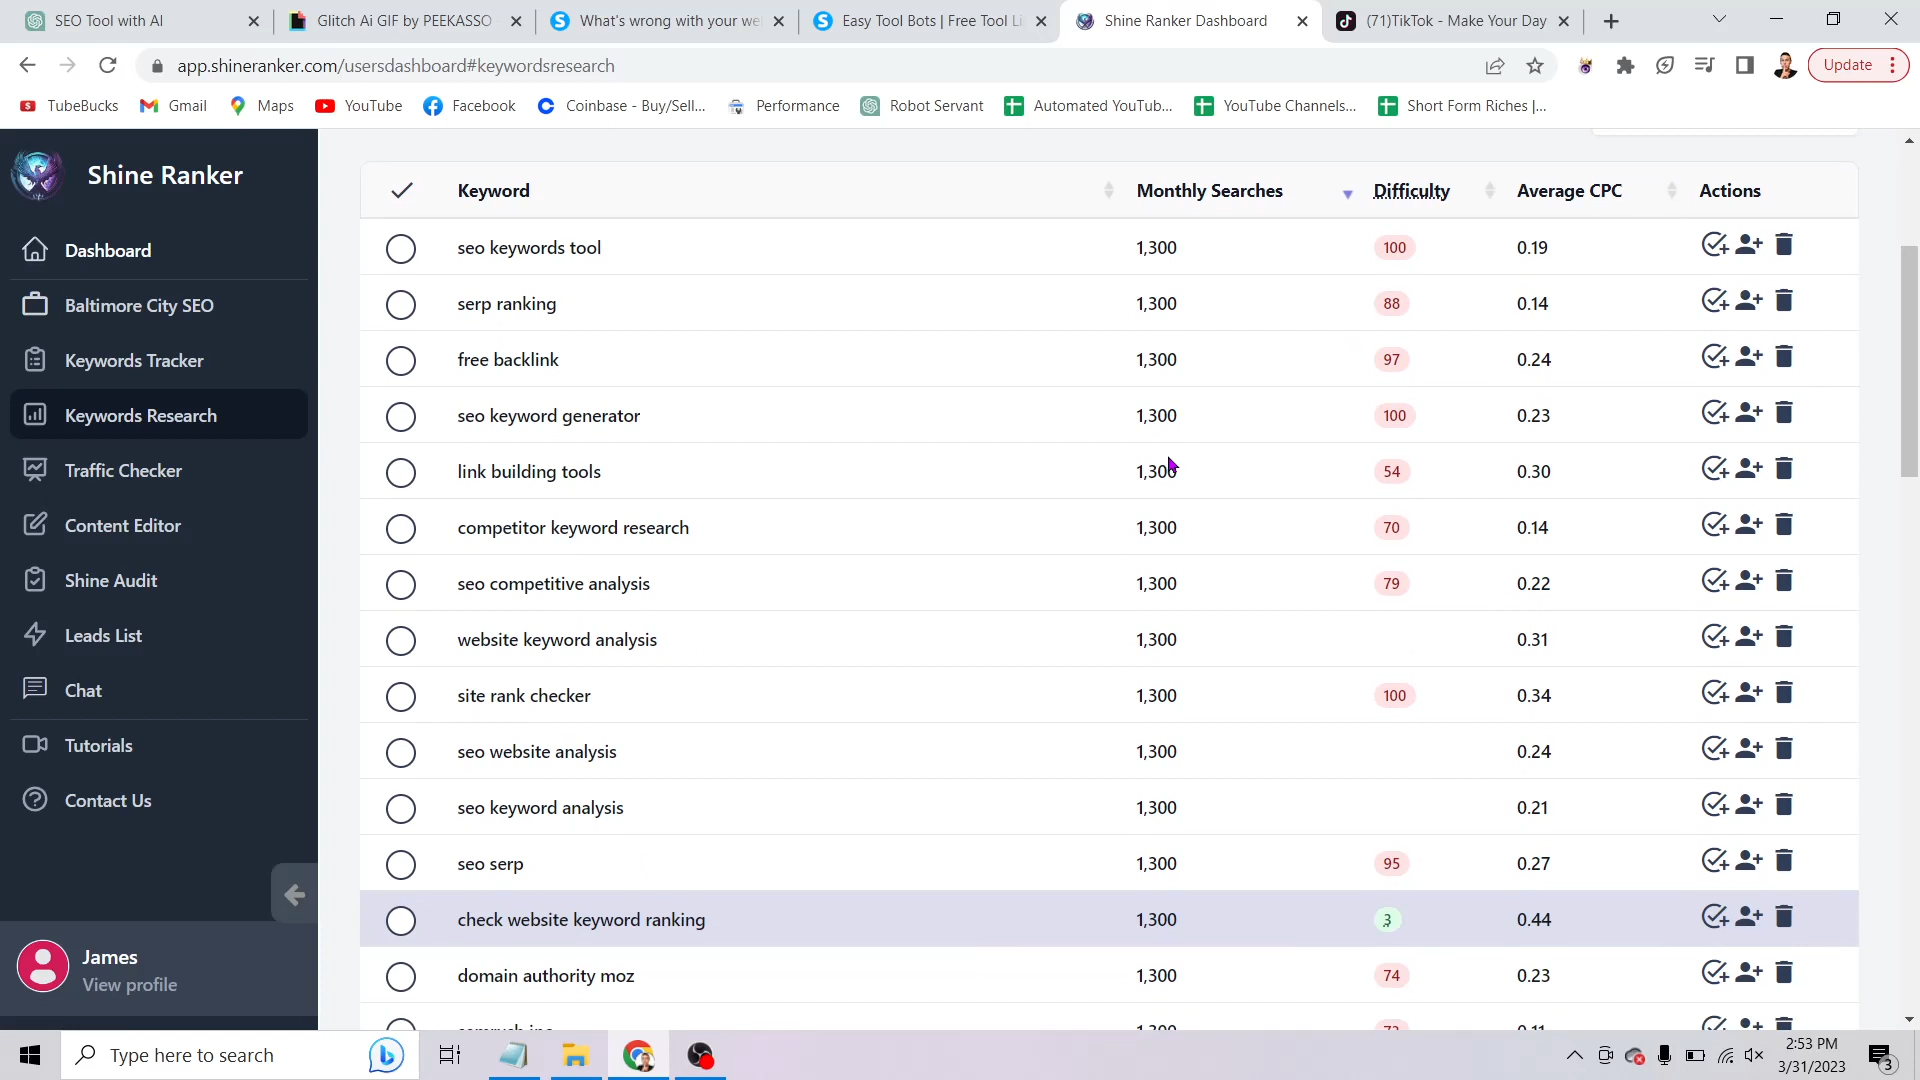 SEO Tool with AI
Glitch Ai GIF by PEEKASSO
What's wrong with your we
Easy Tool Bots | Free Tool Li
Shine Ranker Dashboard
(71)TikTok - Make Your Day
app.shineranker.com/usersdashboard#keywordsresearch
Update
TubeBucks
Gmail
Maps
YouTube
Facebook
Coinbase - Buy/Sell...
Performance
Robot Servant
Automated YouTub...
YouTube Channels...
Short Form Riches |...
Shine Ranker
Dashboard
Baltimore City SEO
Keywords Tracker
Keywords Research
Traffic Checker
Content Editor
Shine Audit
Leads List
Chat
Tutorials
Contact Us
James
View profile
Keyword Monthly Searches Difficulty Average CPC Actions
seo keywords tool 1,300 100 0.19
serp ranking 1,300 88 0.14
free backlink 1,300 97 0.24
seo keyword generator 1,300 100 0.23
link building tools 1,300 54 0.30
competitor keyword research 1,300 70 0.14
seo competitive analysis 1,300 79 0.22
website keyword analysis 1,300 0.31
site rank checker 1,300 100 0.34
seo website analysis 1,300 0.24
seo keyword analysis 1,300 0.21
seo serp 1,300 95 0.27
check website keyword ranking 1,300 3 0.44
domain authority moz 1,300 74 0.23
Type here to search
2:53 PM
3/31/2023
3